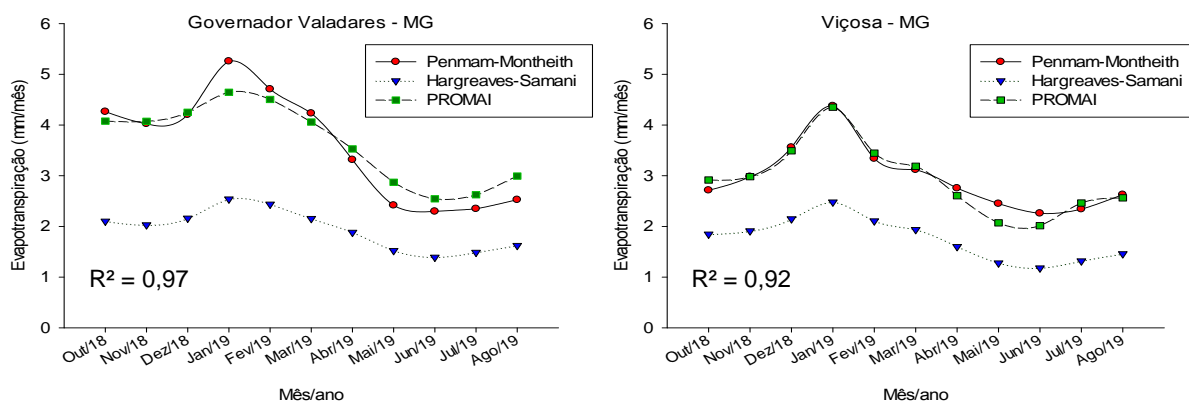 Governador Valadares - MG
Evapotranspiração (mm/mês)
6
5
4
3
2
1
0
Penmam-Montheith
Hargreaves-Samani
PROMAI
R² = 0,97
Out/18
Nov/18
Dez/18
Jan/19
Fev/19
Mar/19
Abr/19
Mai/19
Jun/19
Jul/19
Ago/19
Mês/ano
Viçosa - MG
Evapotranspiração (mm/mês)
6
5
4
3
2
1
0
Penmam-Montheith
Hargreaves-Samani
PROMAI
R² = 0,92
Out/18
Nov/18
Dez/18
Jan/19
Fev/19
Mar/19
Abr/19
Mai/19
Jun/19
Jul/19
Ago/19
Mês/ano